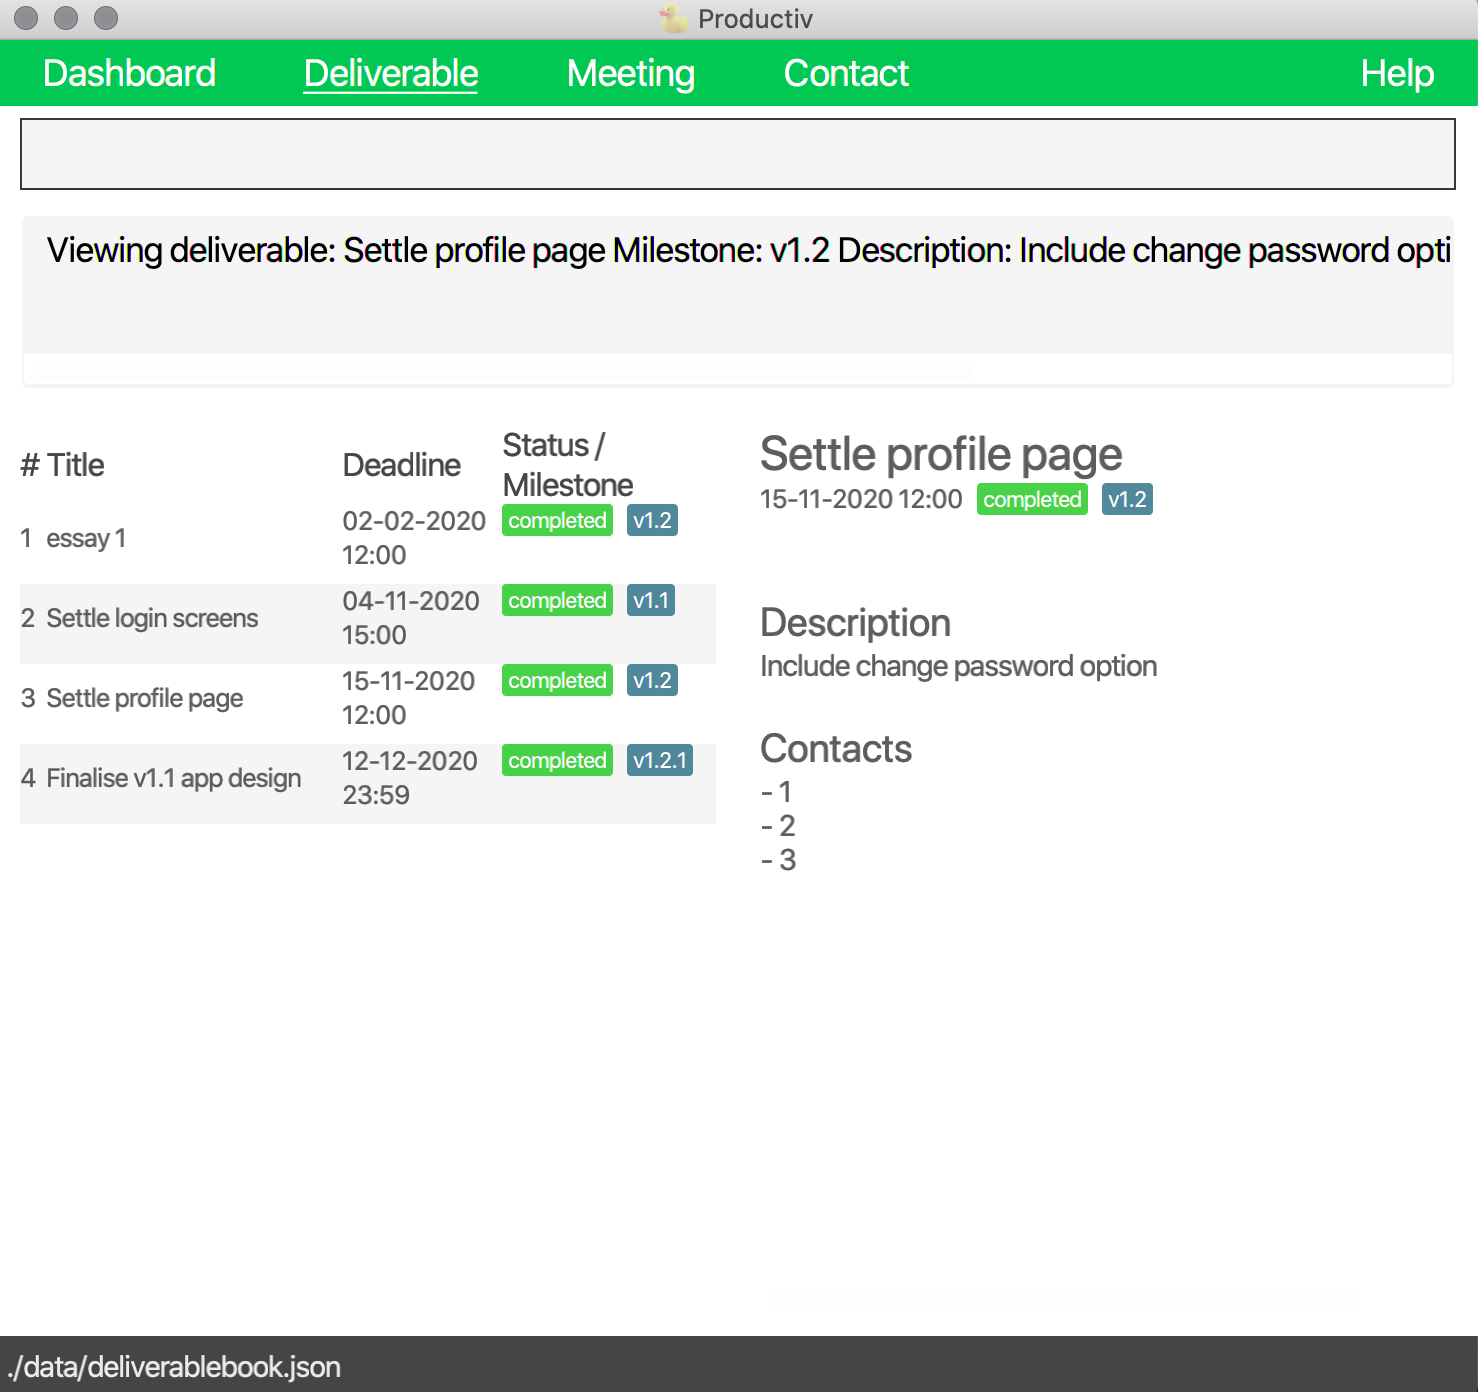 Productiv
Dashboard Deliverable Meeting Contact Help
Viewing deliverable: Settle profile page Milestone: v1.2 Description: Include change password opti
# Title Deadline Status / Milestone
1 essay 1 02-02-2020 12:00 completed v1.2
2 Settle login screens 04-11-2020 15:00 completed v1.1
3 Settle profile page 15-11-2020 12:00 completed v1.2
4 Finalise v1.1 app design 12-12-2020 23:59 completed v1.2.1
Settle profile page
15-11-2020 12:00 completed v1.2
Description
Include change password option
Contacts
- 1
- 2
- 3
./data/deliverablebook.json